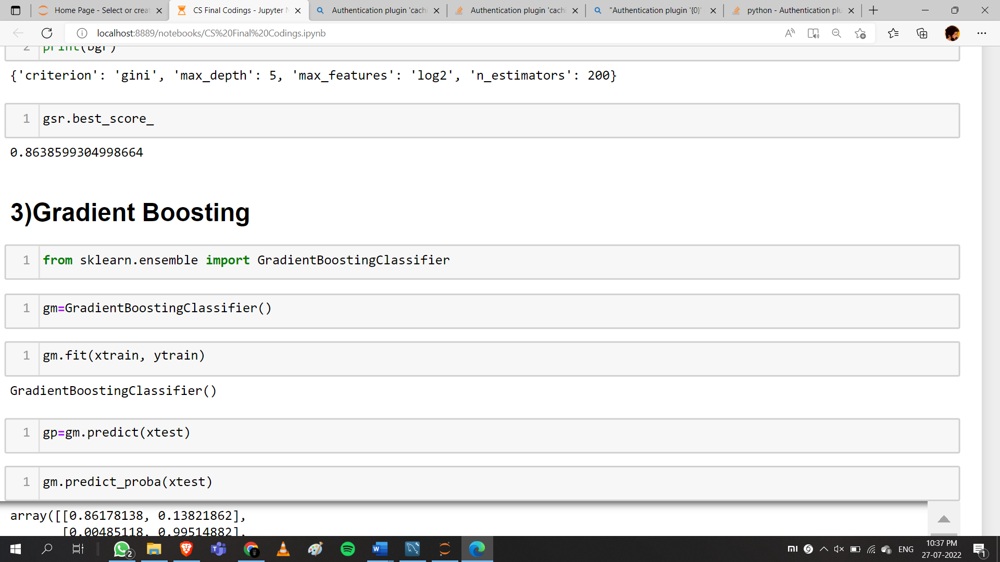 Home Page - Select or creat
CS Final Codings - Jupyter N
Authentication plugin 'cachi
Authentication plugin 'cachi
"Authentication plugin '{0}'
python - Authentication plu
localhost:8889/notebooks/CS%20Final%20Codings.ipynb
2 print(bgr)
{'criterion': 'gini', 'max_depth': 5, 'max_features': 'log2', 'n_estimators': 200}
1 gsr.best_score_
0.8638599304998664
3)Gradient Boosting
1 from sklearn.ensemble import GradientBoostingClassifier
1 gm=GradientBoostingClassifier()
1 gm.fit(xtrain, ytrain)
GradientBoostingClassifier()
1 gp=gm.predict(xtest)
1 gm.predict_proba(xtest)
array([[0.86178138, 0.13821862],
[0.00485118, 0.99514882],
2
ENG
10:37 PM
27-07-2022
1